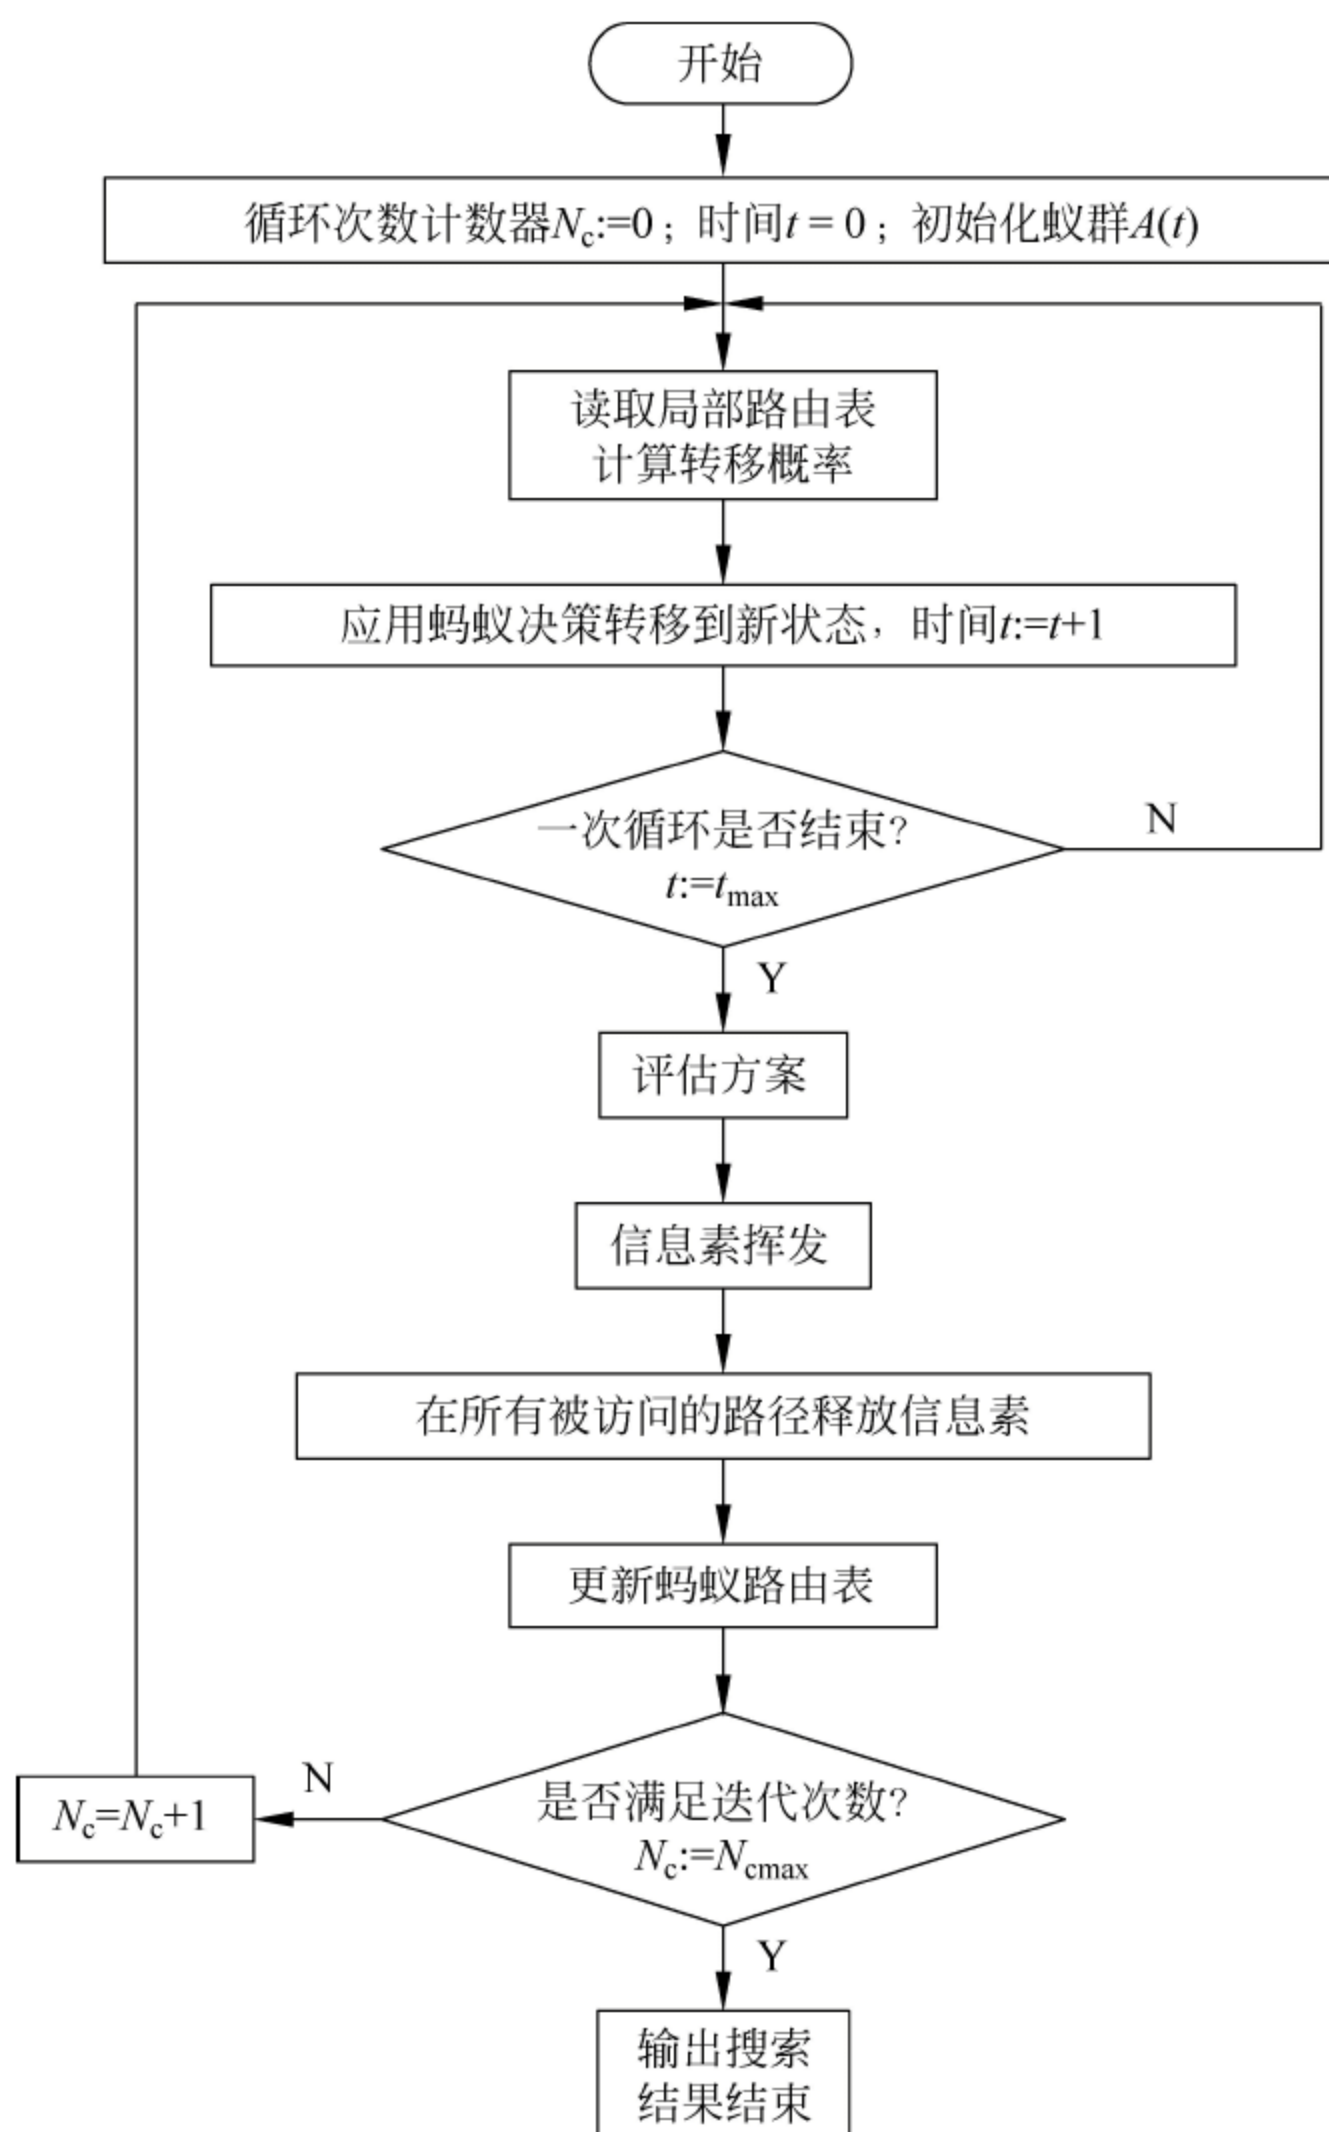 开始
循环次数计数器Nc:=0；时间t = 0；初始化蚁群A(t)
读取局部路由表
计算转移概率
应用蚂蚁决策转移到新状态，时间t:=t+1
一次循环是否结束?
t:=tmax
N
Y
评估方案
信息素挥发
在所有被访问的路径释放信息素
更新蚂蚁路由表
是否满足迭代次数?
Nc:=Ncmax
N
Nc=Nc+1
Y
输出搜索
结果结束